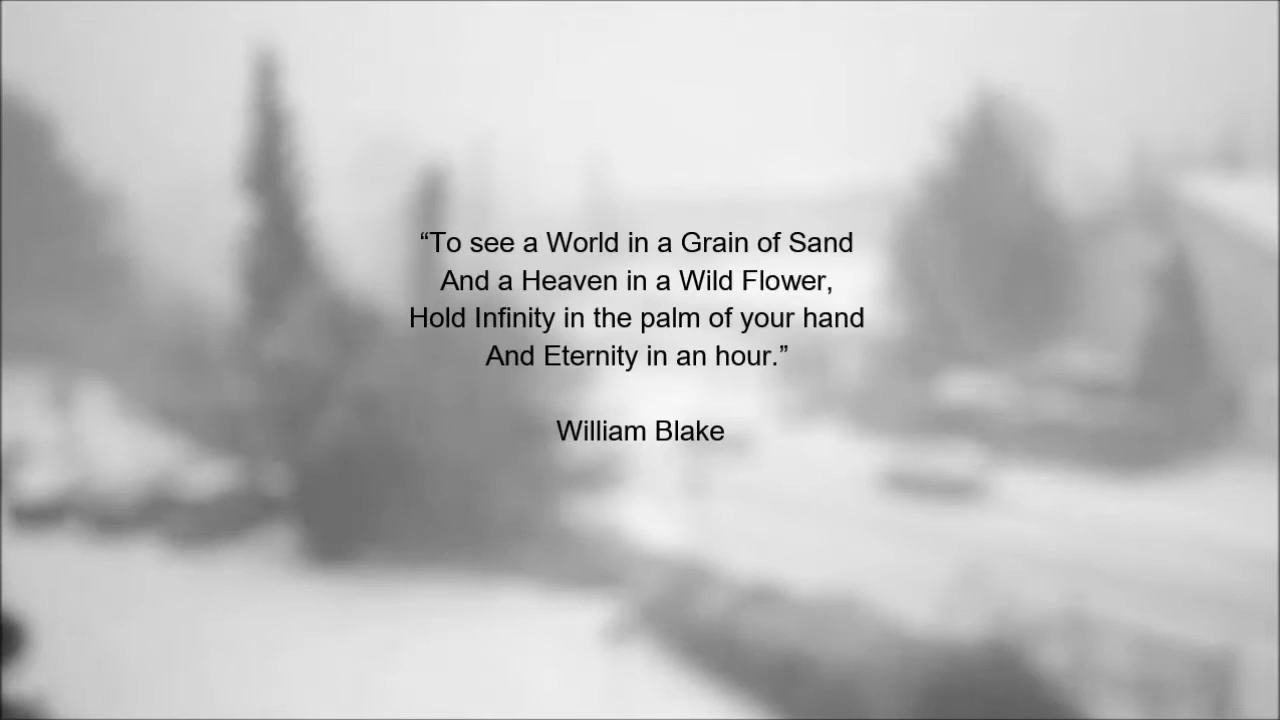 “To see a World in a Grain of Sand
And a Heaven in a Wild Flower,
Hold Infinity in the palm of your hand
And Eternity in an hour.”
William Blake